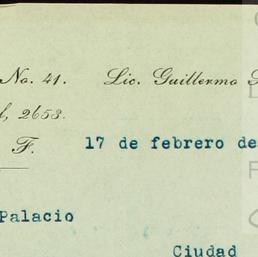 No. 41. Lic. Guillermo
2653.
F. 17 de febrero de
Palacio
Ciudad